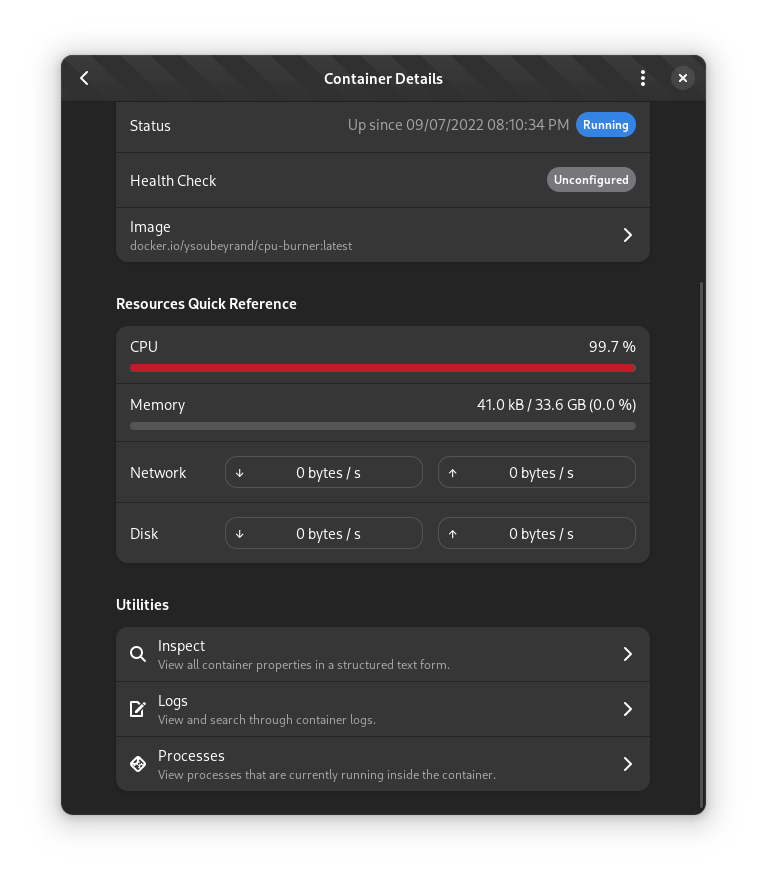 Container Details
Status Up since 09/07/2022 08:10:34 PM Running
Health Check Unconfigured
Image
docker.io/ysoubeyrand/cpu-burner:latest
Resources Quick Reference
CPU 99.7 %
Memory 41.0 kB / 33.6 GB (0.0 %)
Network ↓ 0 bytes / s ↑ 0 bytes / s
Disk ↓ 0 bytes / s ↑ 0 bytes / s
Utilities
Inspect
View all container properties in a structured text form.
Logs
View and search through container logs.
Processes
View processes that are currently running inside the container.